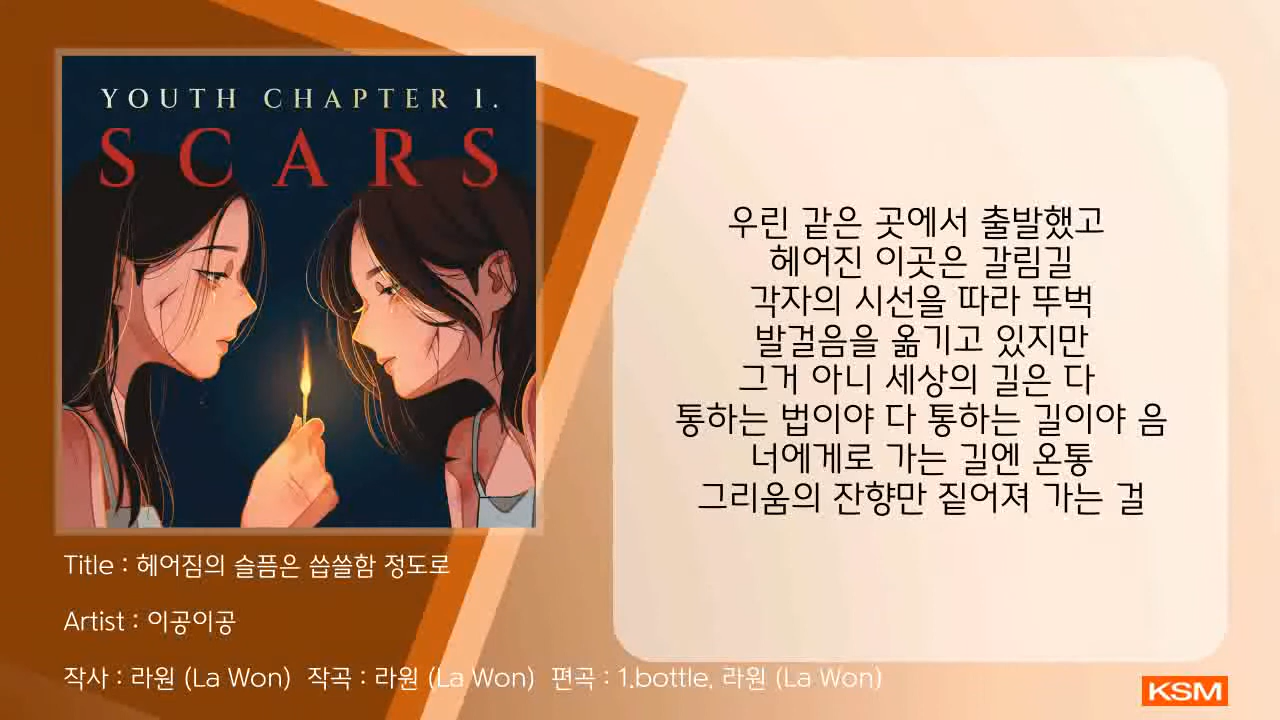 YOUTH CHAPTER 1.
SCARS
우린 같은 곳에서 출발했고
헤어진 이곳은 갈림길
각자의 시선을 따라 뚜벅
발걸음을 옮기고 있지만
그거 아니 세상의 길은 다
통하는 법이야 다 통하는 길이야 음
너에게로 가는 길엔 온통
그리움의 잔향만 짙어져 가는 걸
Title : 헤어짐의 슬픔은 씁쓸함 정도로
Artist : 이공이공
작사 : 라원 (La Won) 작곡 : 라원 (La Won) 편곡 : 1.bottle, 라원 (La Won)
KSM